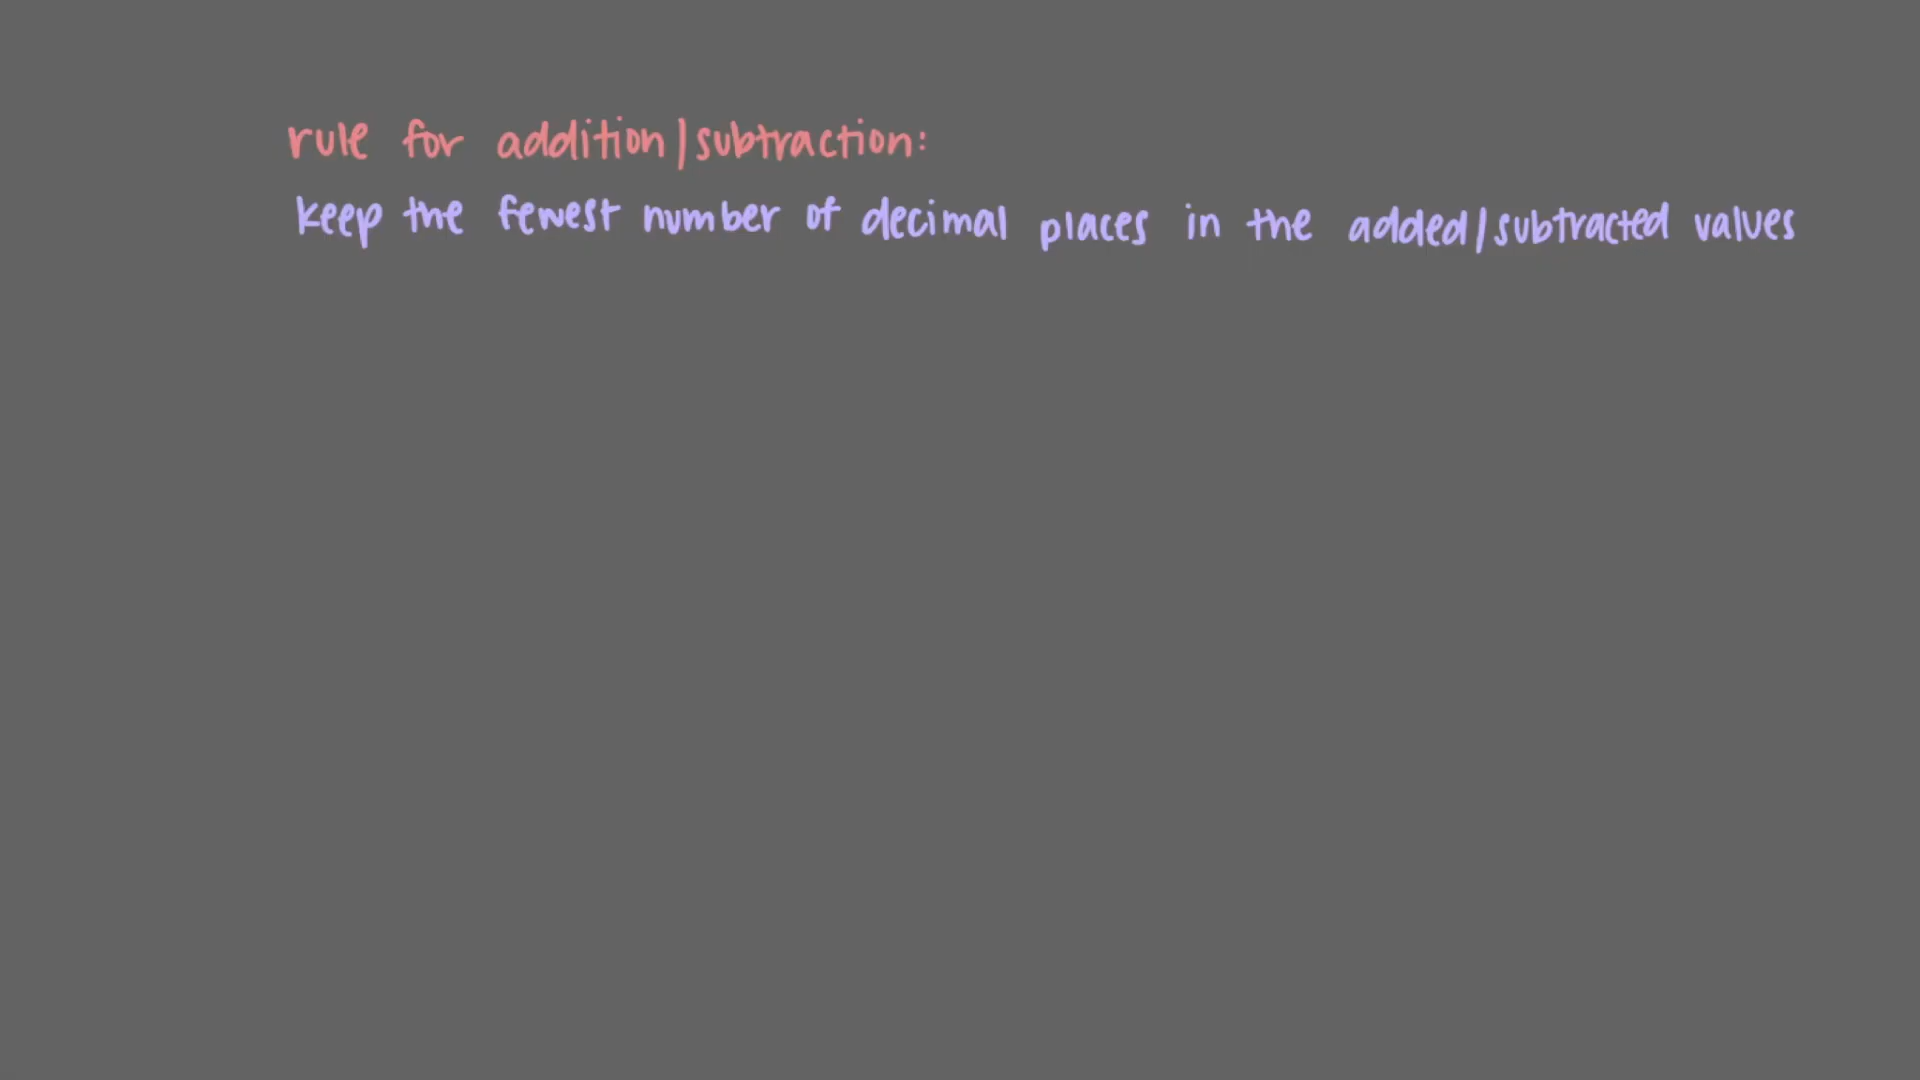 rule for addition/subtraction:
keep the fewest number of decimal places in the added/subtracted values